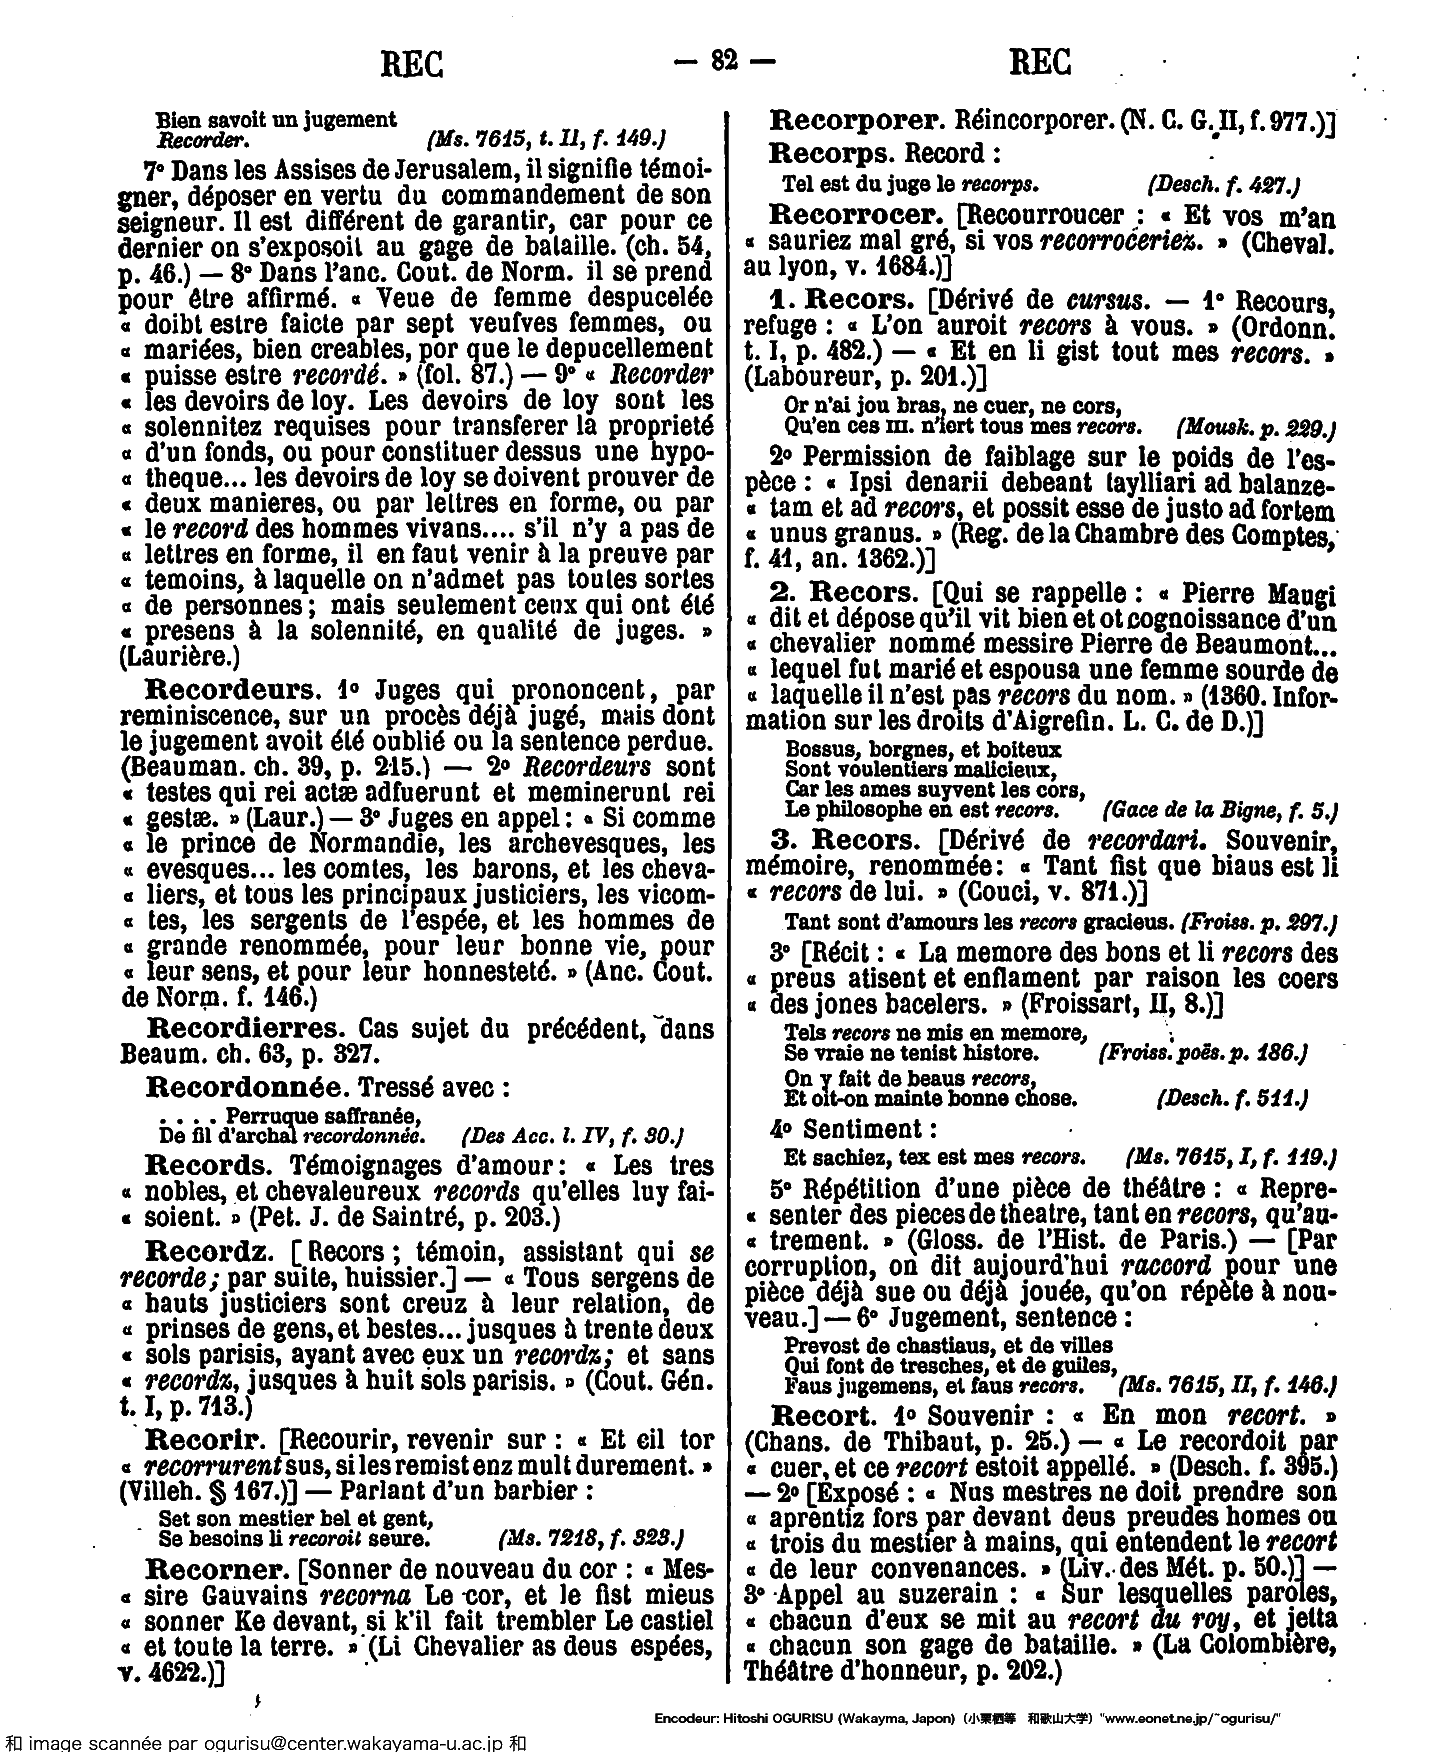 REC — 82 — REC
Bien savoit un jugement
Recorder. (Ms. 7615, t. II, f. 149.)
7° Dans les Assises de Jerusalem, il signifie témoi-
gner, déposer en vertu du commandement de son
seigneur. Il est différent de garantir, car pour ce
dernier on s'exposoit au gage de bataille. (ch. 54,
p. 46.) — 8° Dans l'anc. Cout. de Norm. il se prend
pour être affirmé. « Veue de femme despucelée
« doibt estre faicte par sept veufves femmes, ou
« mariées, bien creables, por que le depucellement
« puisse estre recordé. » (fol. 87.) — 9° « Recorder
« les devoirs de loy. Les devoirs de loy sont les
« solennitez requises pour transferer la proprieté
« d'un fonds, ou pour constituer dessus une hypo-
« theque... les devoirs de loy se doivent prouver de
« deux manieres, ou par lettres en forme, ou par
« le record des hommes vivans.... s'il n'y a pas de
« lettres en forme, il en faut venir à la preuve par
« temoins, à laquelle on n'admet pas toutes sortes
« de personnes ; mais seulement ceux qui ont été
« presens à la solennité, en qualité de juges. »
(Laurière.)
Recordeurs. 1° Juges qui prononcent, par
reminiscence, sur un procès déjà jugé, mais dont
le jugement avoit été oublié ou la sentence perdue.
(Beauman. ch. 39, p. 215.) — 2° Recordeurs sont
« testes qui rei actæ adfuerunt et meminerunt rei
« gestæ. » (Laur.) — 3° Juges en appel : « Si comme
« le prince de Normandie, les archevesques, les
« evesques... les comtes, les barons, et les cheva-
« liers, et tous les principaux justiciers, les vicom-
« tes, les sergents de l'espée, et les hommes de
« grande renommée, pour leur bonne vie, pour
« leur sens, et pour leur honnesteté. » (Anc. Cout.
de Norm. f. 146.)
Recordierres. Cas sujet du précédent, dans
Beaum. ch. 63, p. 327.
Recordonnée. Tressé avec :
. . . . Perruque saffranée,
De fil d'archal recordonnée. (Des Acc. l. IV, f. 30.)
Records. Témoignages d'amour : « Les tres
« nobles, et chevaleureux records qu'elles luy fai-
« soient. » (Pet. J. de Saintré, p. 203.)
Recordz. [Recors ; témoin, assistant qui se
recorde ; par suite, huissier.] — « Tous sergens de
« hauts justiciers sont creuz à leur relation, de
« prinses de gens, et bestes... jusques à trente deux
« sols parisis, ayant avec eux un recordz ; et sans
« recordz, jusques à huit sols parisis. » (Cout. Gén.
t. I, p. 713.)
Recorir. [Recourir, revenir sur : « Et cil tor
« recorrurent sus, si les remist enz mult durement. »
(Villeh. § 167.)] — Parlant d'un barbier :
Set son mestier bel et gent,
Se besoins li recoroit seure. (Ms. 7218, f. 323.)
Recorner. [Sonner de nouveau du cor : « Mes-
« sire Gauvains recorna Le cor, et le fist mieus
« sonner Ke devant, si k'il fait trembler Le castiel
« et toute la terre. » (Li Chevalier as deus espées,
v. 4622.)]
Recorporer. Réincorporer. (N. C. G. II, f. 977.)]
Recorps. Record :
Tel est du juge le recorps. (Desch. f. 427.)
Recorrocer. [Recourroucer : « Et vos m'an
« sauriez mal gré, si vos recorroceriez. » (Cheval.
au lyon, v. 1684.)]
1. Recors. [Dérivé de cursus. — 1° Recours,
refuge : « L'on auroit recors à vous. » (Ordonn.
t. I, p. 482.) — « Et en li gist tout mes recors. »
(Laboureur, p. 201.)]
Or n'ai jou bras, ne cuer, ne cors,
Qu'en ces III. n'iert tous mes recors. (Mousk. p. 229.)
2° Permission de faiblage sur le poids de l'es-
pèce : « Ipsi denarii debeant taylliari ad balanze-
« tam et ad recors, et possit esse de justo ad fortem
« unus granus. » (Reg. de la Chambre des Comptes,
f. 41, an. 1362.)]
2. Recors. [Qui se rappelle : « Pierre Maugi
« dit et dépose qu'il vit bien et ot cognoissance d'un
« chevalier nommé messire Pierre de Beaumont...
« lequel fut marié et espousa une femme sourde de
« laquelle il n'est pas recors du nom. » (1360. Infor-
mation sur les droits d'Aigrefin. L. C. de D.)]
Bossus, borgnes, et boiteux
Sont voulentiers malicieux,
Car les ames suyvent les cors,
Le philosophe en est recors. (Gace de la Bigne, f. 5.)
3. Recors. [Dérivé de recordari. Souvenir,
mémoire, renommée : « Tant fist que biaus est li
« recors de lui. » (Couci, v. 871.)]
Tant sont d'amours les recors gracieus. (Froiss. p. 297.)
3° [Récit : « La memore des bons et li recors des
« preus atisent et enflament par raison les coers
« des jones bacelers. » (Froissart, II, 8.)]
Tels recors ne mis en memore,
Se vraie ne tenist histore. (Froiss. poës. p. 186.)
On y fait de beaus recors,
Et oit-on mainte bonne chose. (Desch. f. 511.)
4° Sentiment :
Et sachiez, tex est mes recors. (Ms. 7615, I, f. 119.)
5° Répétition d'une pièce de théâtre : « Repre-
« senter des pieces de theatre, tant en recors, qu'au-
« trement. » (Gloss. de l'Hist. de Paris.) — [Par
corruption, on dit aujourd'hui raccord pour une
pièce déjà sue ou déjà jouée, qu'on répète à nou-
veau.] — 6° Jugement, sentence :
Prevost de chastiaus, et de villes
Qui font de tresches, et de guiles,
Faus jugemens, et faus recors. (Ms. 7615, II, f. 146.)
Recort. 1° Souvenir : « En mon recort. »
(Chans. de Thibaut, p. 25.) — « Le recordoit par
« cuer, et ce recort estoit appellé. » (Desch. f. 395.)
— 2° [Exposé : « Nus mestres ne doit prendre son
« aprentiz fors par devant deus preudes homes ou
« trois du mestier à mains, qui entendent le recort
« de leur convenances. » (Liv. des Mét. p. 50.)] —
3° Appel au suzerain : « Sur lesquelles paroles,
« chacun d'eux se mit au recort du roy, et jetta
« chacun son gage de bataille. » (La Colombière,
Théâtre d'honneur, p. 202.)
Encodeur: Hitoshi OGURISU (Wakayma, Japon) (小栗栖等 和歌山大学) "www.eonet.ne.jp/~ogurisu/"
和 image scannée par ogurisu@center.wakayama-u.ac.jp 和